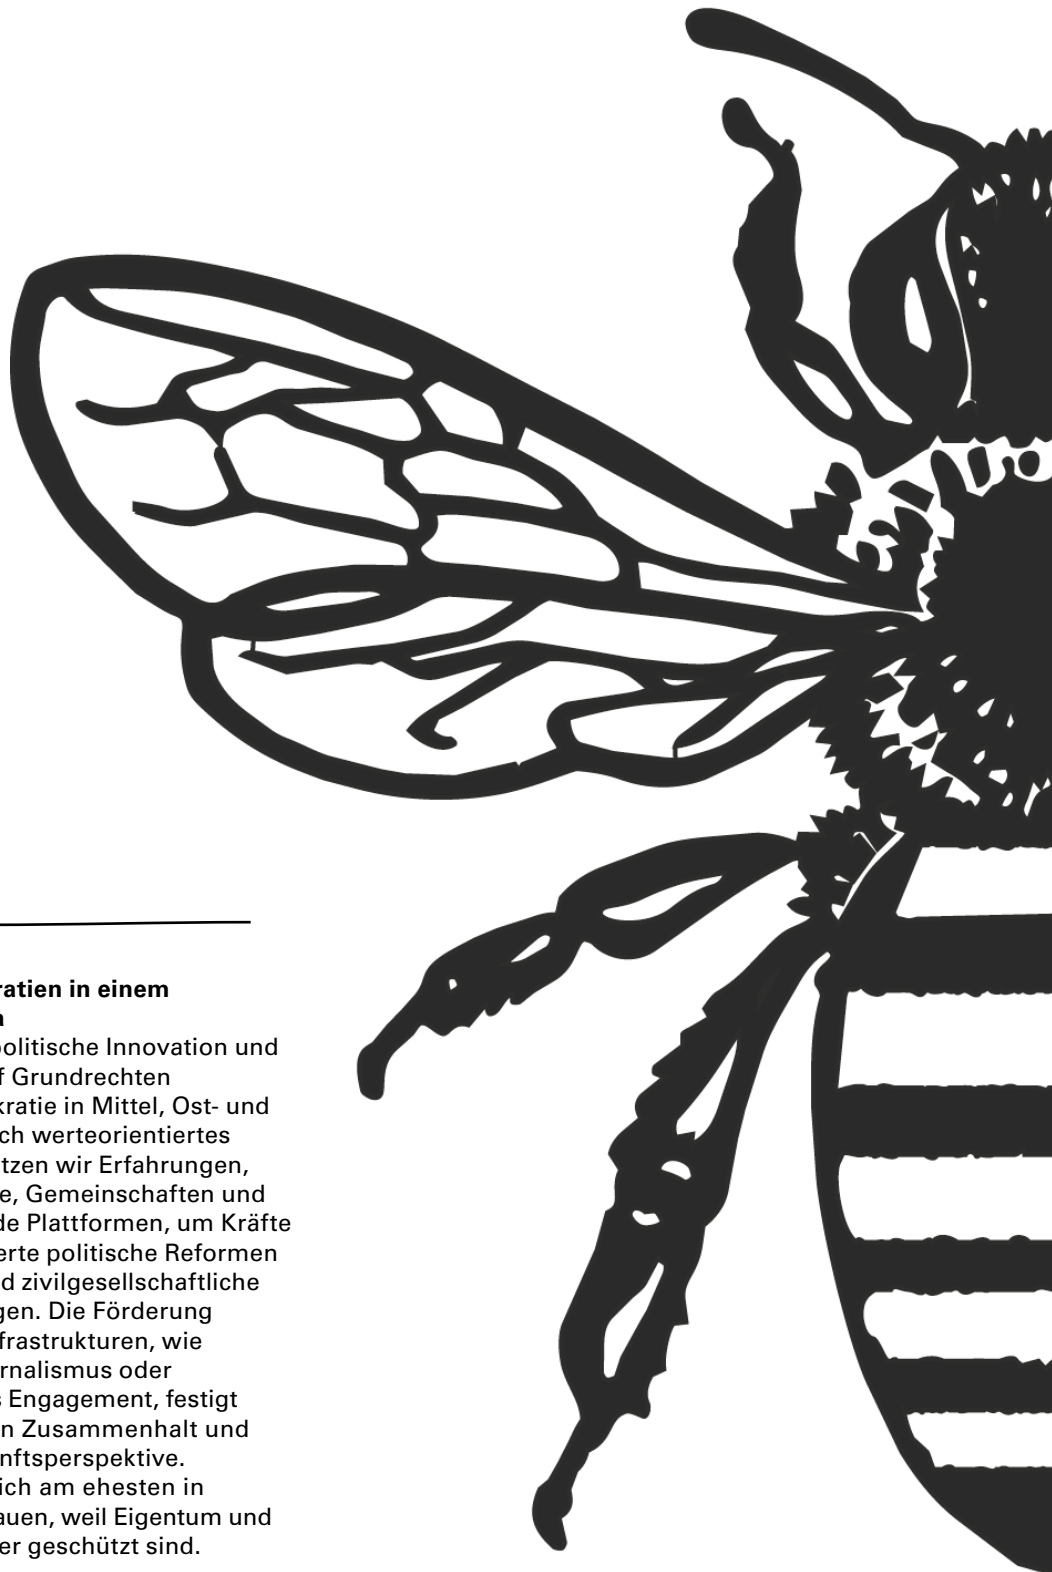 ratien in einem
a
politische Innovation und
f Grundrechten
kratie in Mittel, Ost- und
ch werteorientiertes
tzen wir Erfahrungen,
e, Gemeinschaften und
de Plattformen, um Kräfte
erte politische Reformen
d zivilgesellschaftliche
gen. Die Förderung
frastrukturen, wie
rnalismus oder
s Engagement, festigt
n Zusammenhalt und
nftsperspektive.
ich am ehesten in
auen, weil Eigentum und
er geschützt sind.